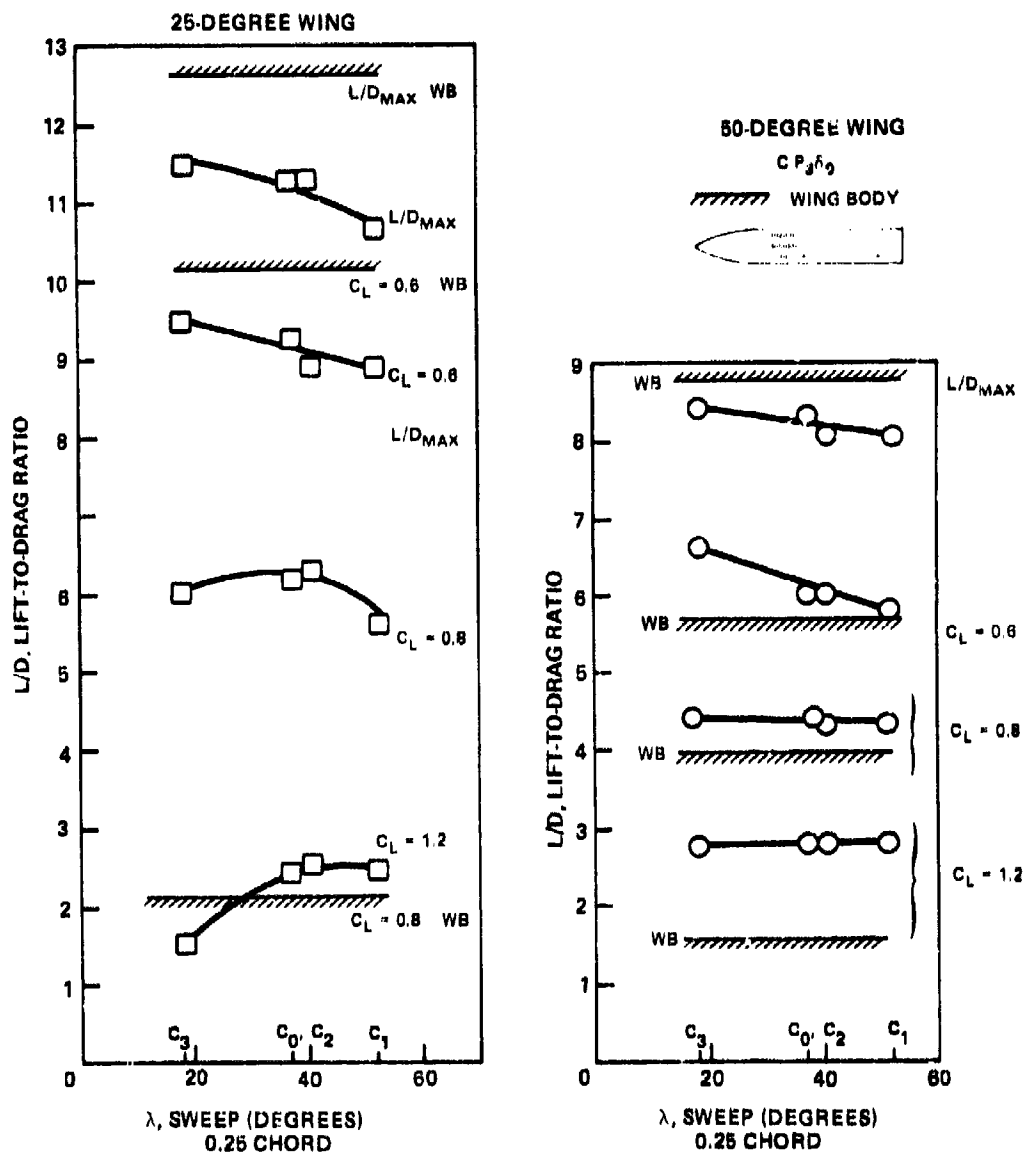 25-DEGREE WING
13
12
11
10
9
8
6
5
4
3
2
1
L/D, LIFT-TO-DRAG RATIO
L/DMAX WB
L/DMAX
CL = 0.6 WB
CL = 0.6
L/DMAX
CL = 0.8
CL = 1.2
CL = 0.8 WB
C3 C0, C2 C1
0 20 40 60
λ, SWEEP (DEGREES)
0.25 CHORD
50-DEGREE WING
WING BODY
9
8
7
6
5
4
3
2
1
L/D, LIFT-TO-DRAG RATIO
WB L/DMAX
WB CL = 0.6
WB CL = 0.8
CL = 1.2
WB
C3 C0, C2 C1
0 20 40 60
λ, SWEEP (DEGREES)
0.25 CHORD